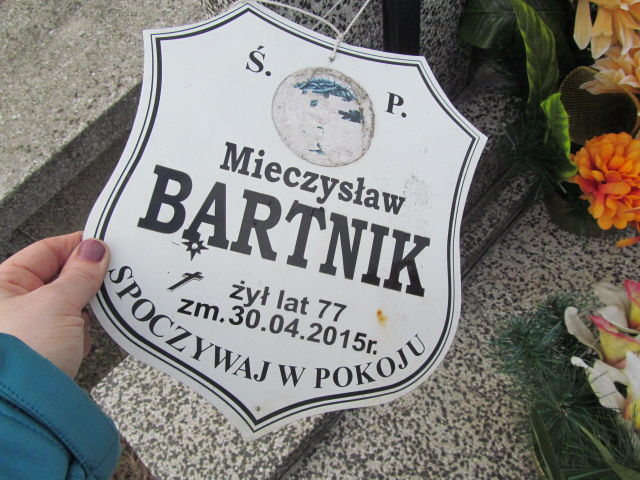 Ś. P.
Mieczysław
BARTNIK
żył lat 77
zm.30.04.2015r.
SPOCZYWAJ W POKOJU